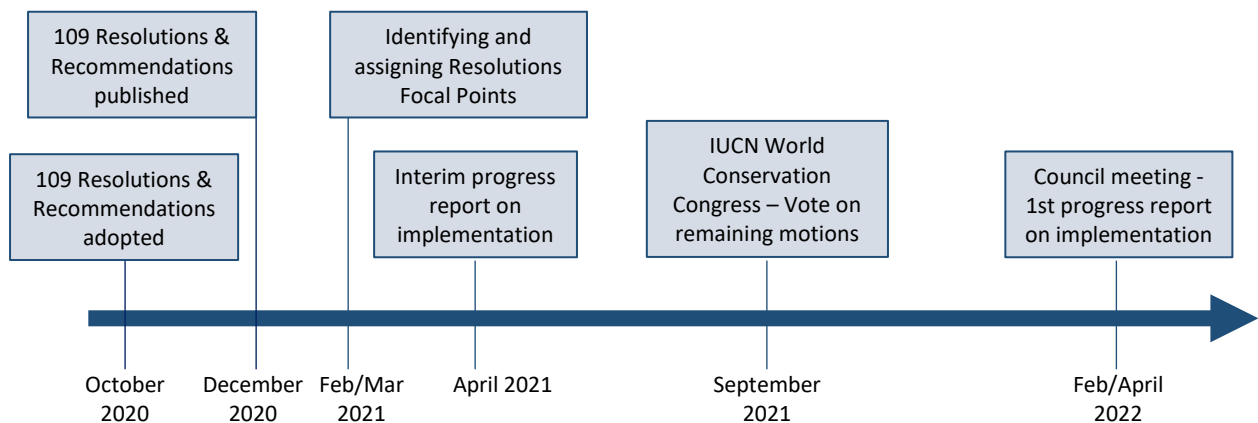 109 Resolutions &
Recommendations
published
Identifying and
assigning Resolutions
Focal Points
109 Resolutions &
Recommendations
adopted
Interim progress
report on
implementation
IUCN World
Conservation
Congress – Vote on
remaining motions
Council meeting -
1st progress report
on implementation
October
2020
December
2020
Feb/Mar
2021
April 2021
September
2021
Feb/April
2022